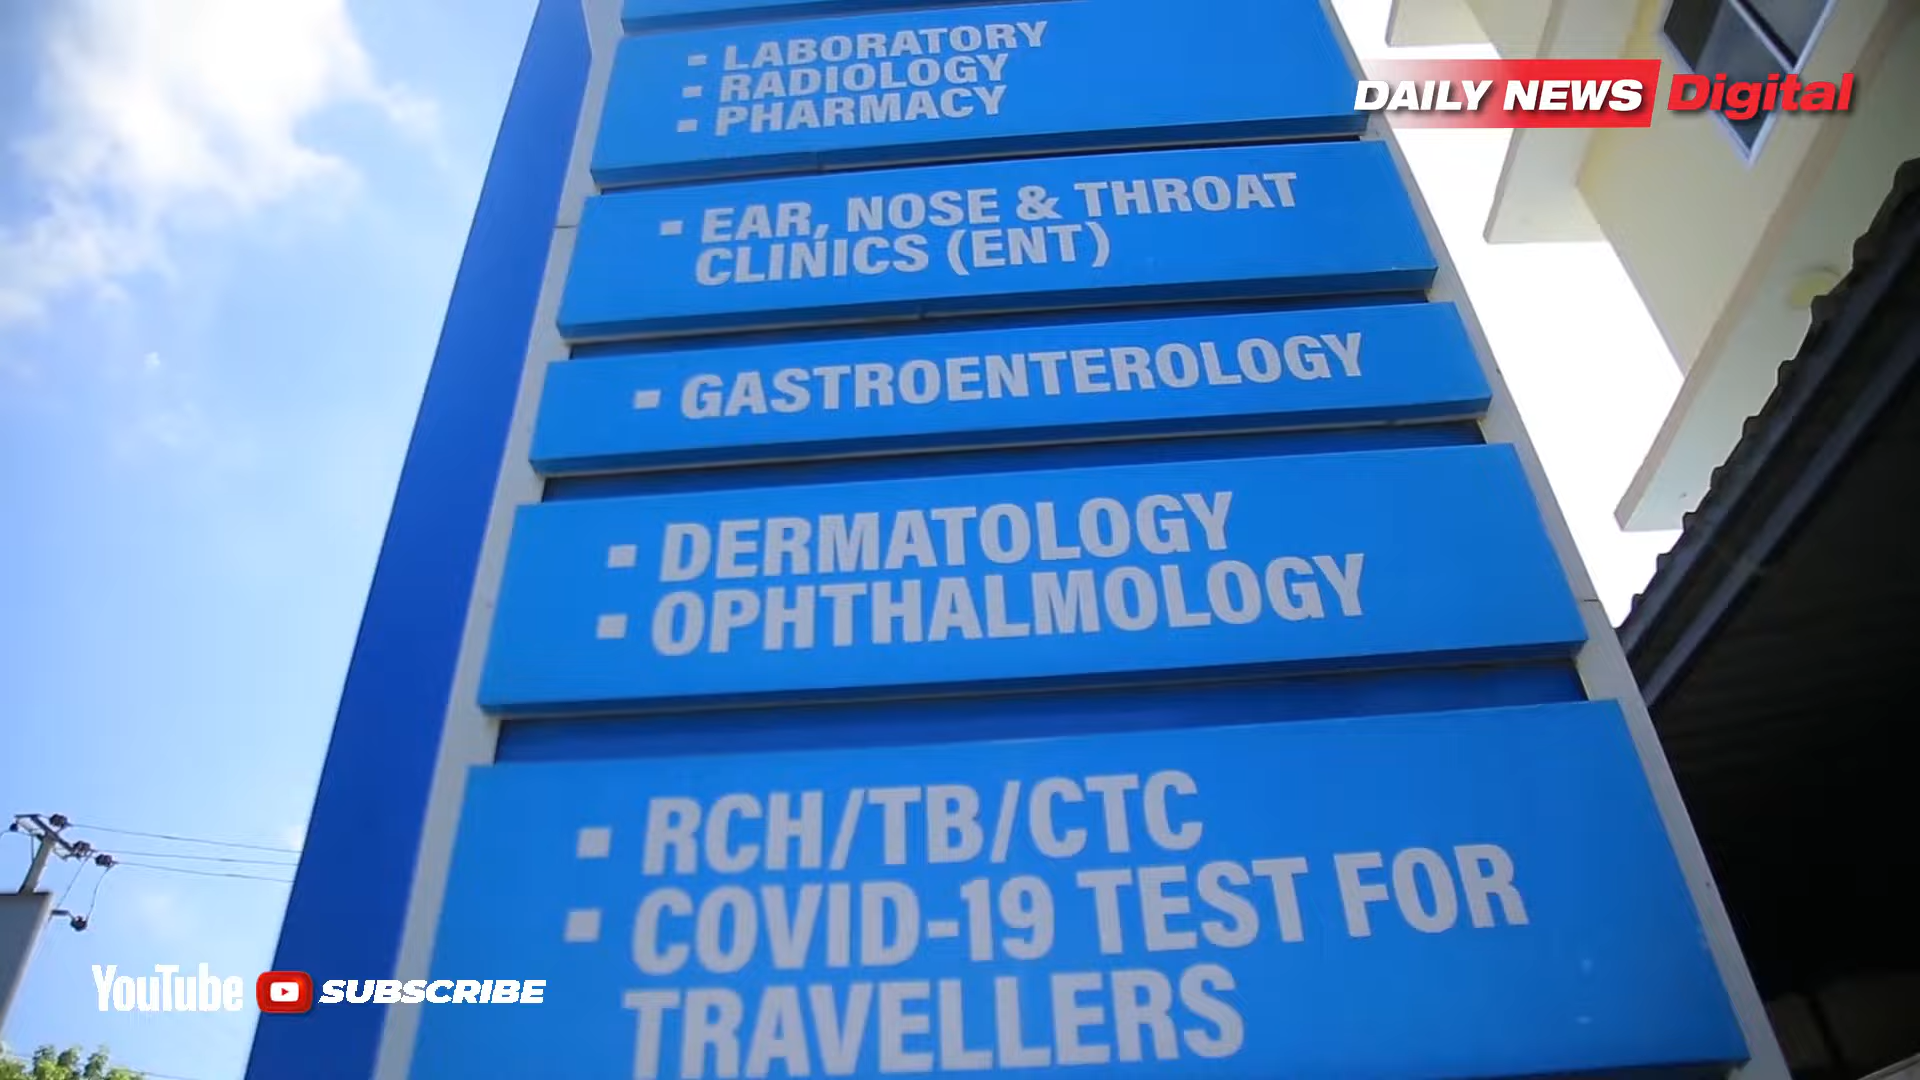 ▪ LABORATORY
▪ RADIOLOGY
▪ PHARMACY
DAILY NEWS Digital
▪ EAR, NOSE & THROAT
CLINICS (ENT)
▪ GASTROENTEROLOGY
▪ DERMATOLOGY
▪ OPHTHALMOLOGY
▪ RCH/TB/CTC
▪ COVID-19 TEST FOR
TRAVELLERS
YouTube SUBSCRIBE